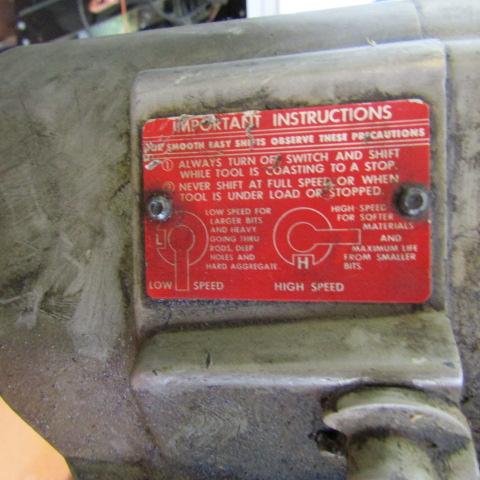 IMPORTANT INSTRUCTIONS
FOR SMOOTH EASY SHIFTS OBSERVE THESE PRECAUTIONS
① ALWAYS TURN OFF SWITCH AND SHIFT
WHILE TOOL IS COASTING TO A STOP.
② NEVER SHIFT AT FULL SPEED OR WHEN
TOOL IS UNDER LOAD OR STOPPED.
LOW SPEED FOR
LARGER BITS
AND HEAVY
GOING THRU
RODS, DEEP
HOLES AND
HARD AGGREGATE.
L
LOW SPEED
HIGH SPEED
FOR SOFTER
MATERIALS
AND
MAXIMUM LIFE
FROM SMALLER
BITS.
H
HIGH SPEED